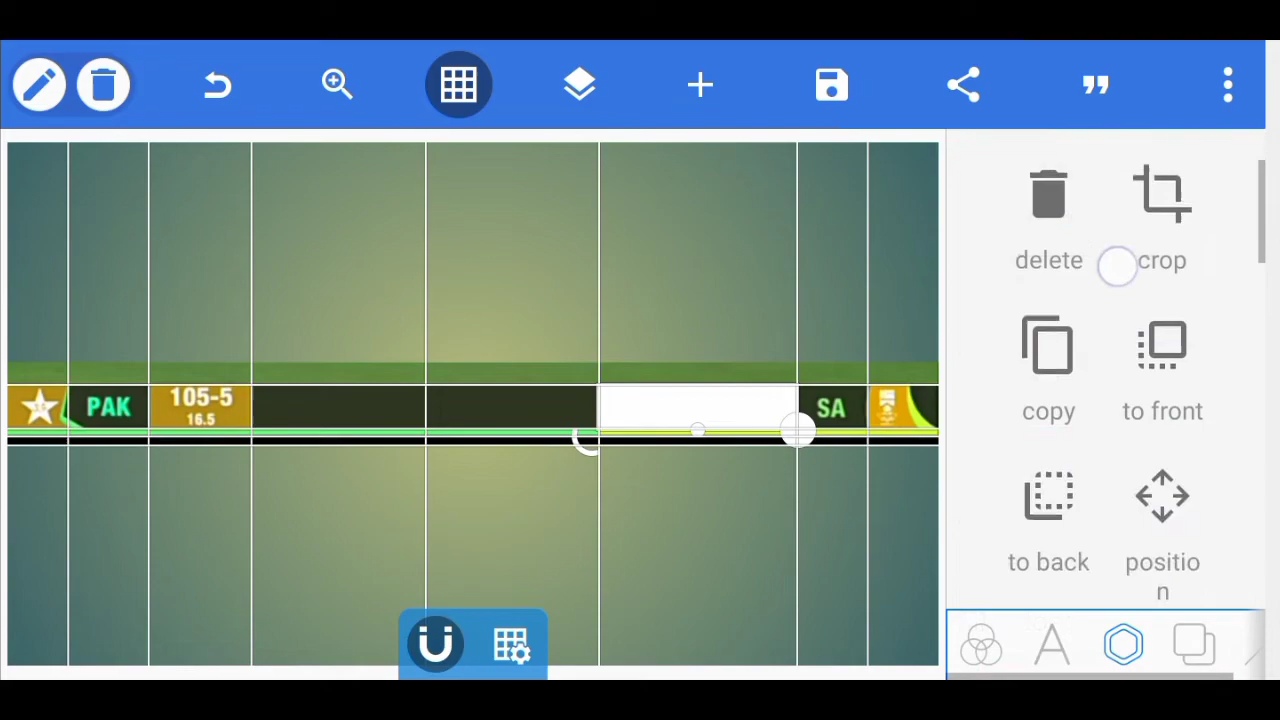 PAK
105-5
16.5
SA
delete
crop
copy
to front
to back
positio
n